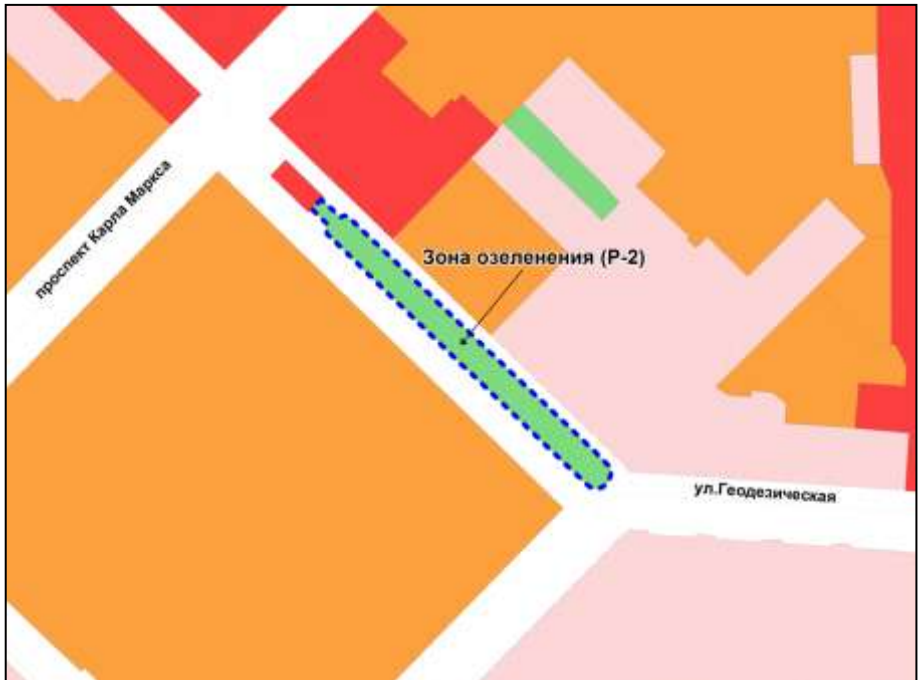 проспект Карла Маркса
Зона озеленения (Р-2)
ул.Геодезическая